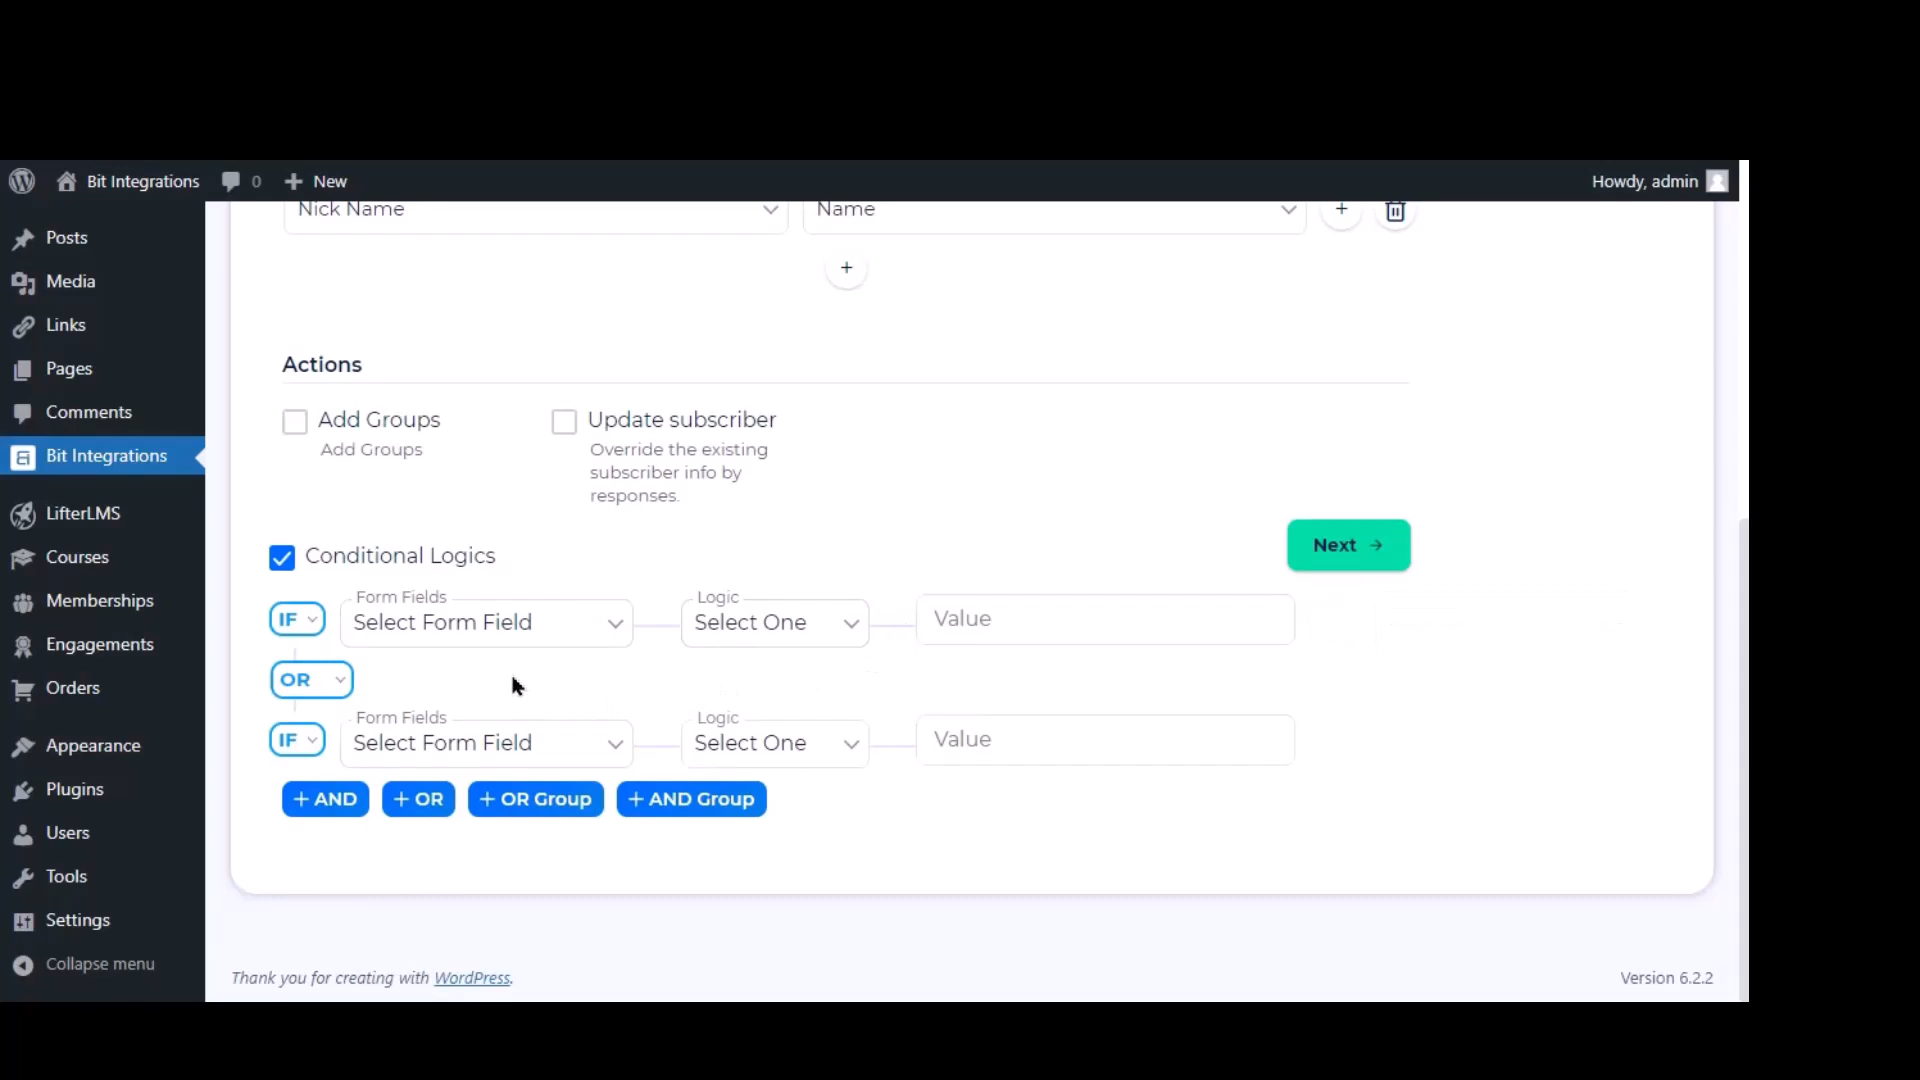 Bit Integrations
0
New
Howdy, admin
Posts
Media
Links
Pages
Comments
Bit Integrations
LifterLMS
Courses
Memberships
Engagements
Orders
Appearance
Plugins
Users
Tools
Settings
Collapse menu
Nick Name
Name
+
+
Actions
Add Groups
Add Groups
Update subscriber
Override the existing
subscriber info by
responses.
Conditional Logics
Next →
IF
Form Fields
Select Form Field
Logic
Select One
Value
OR
IF
Form Fields
Select Form Field
Logic
Select One
Value
+ AND
+ OR
+ OR Group
+ AND Group
Thank you for creating with WordPress.
Version 6.2.2